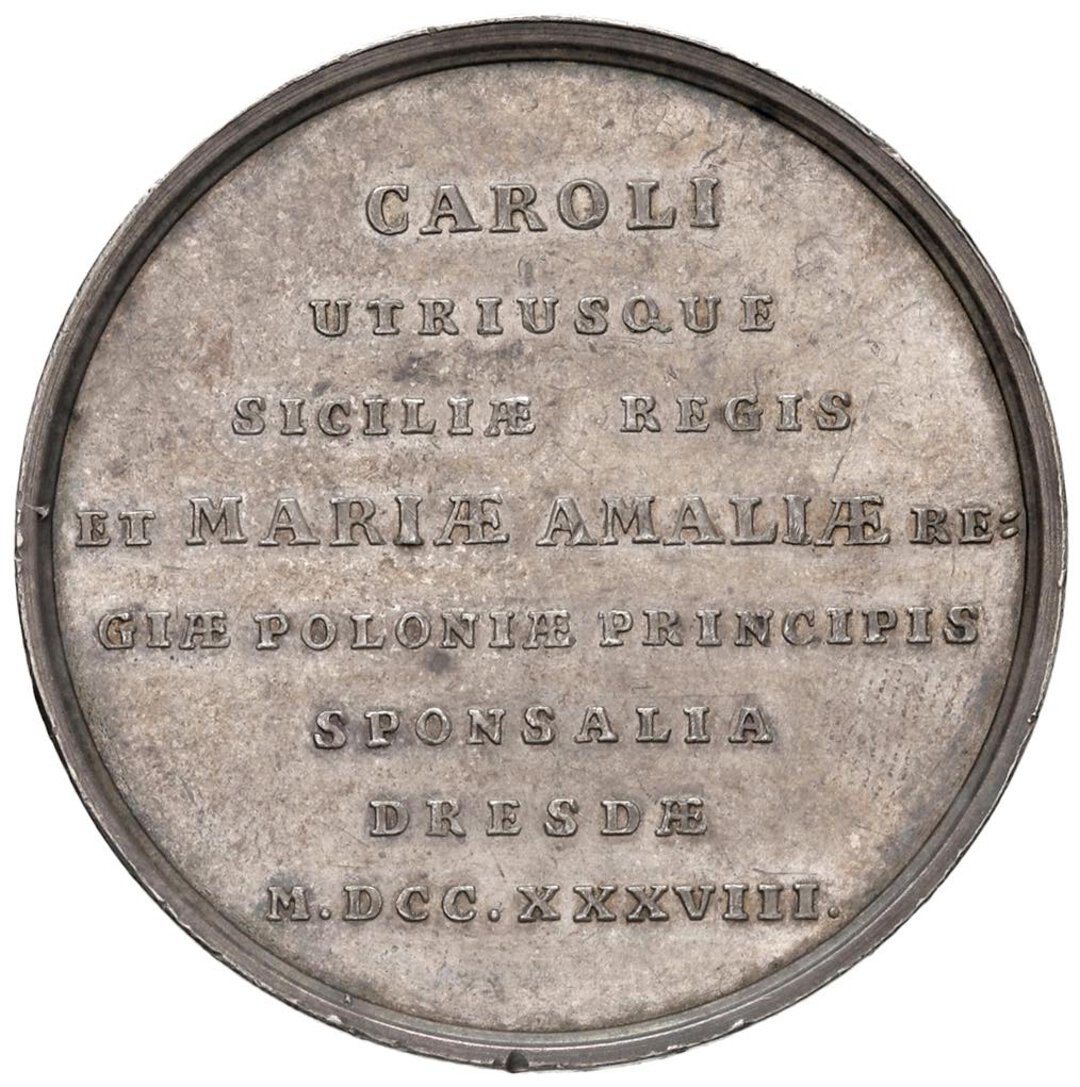 CAROLI
UTRIUSQUE
SICILIÆ REGIS
ET MARIÆ AMALIÆ RE:
GIÆ POLONIÆ PRINCIPIS
SPONSALIA
DRESDÆ
M.DCC.XXXVIII.